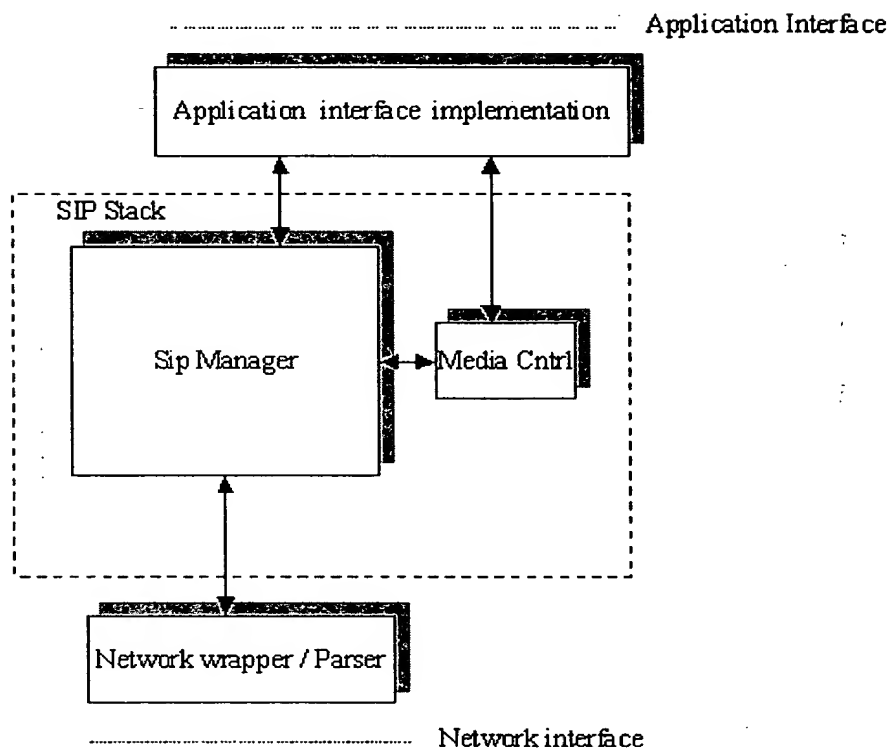 Application Interface
Application interface implementation
SIP Stack
Sip Manager
Media Cntrl
Network wrapper / Parser
Network interface